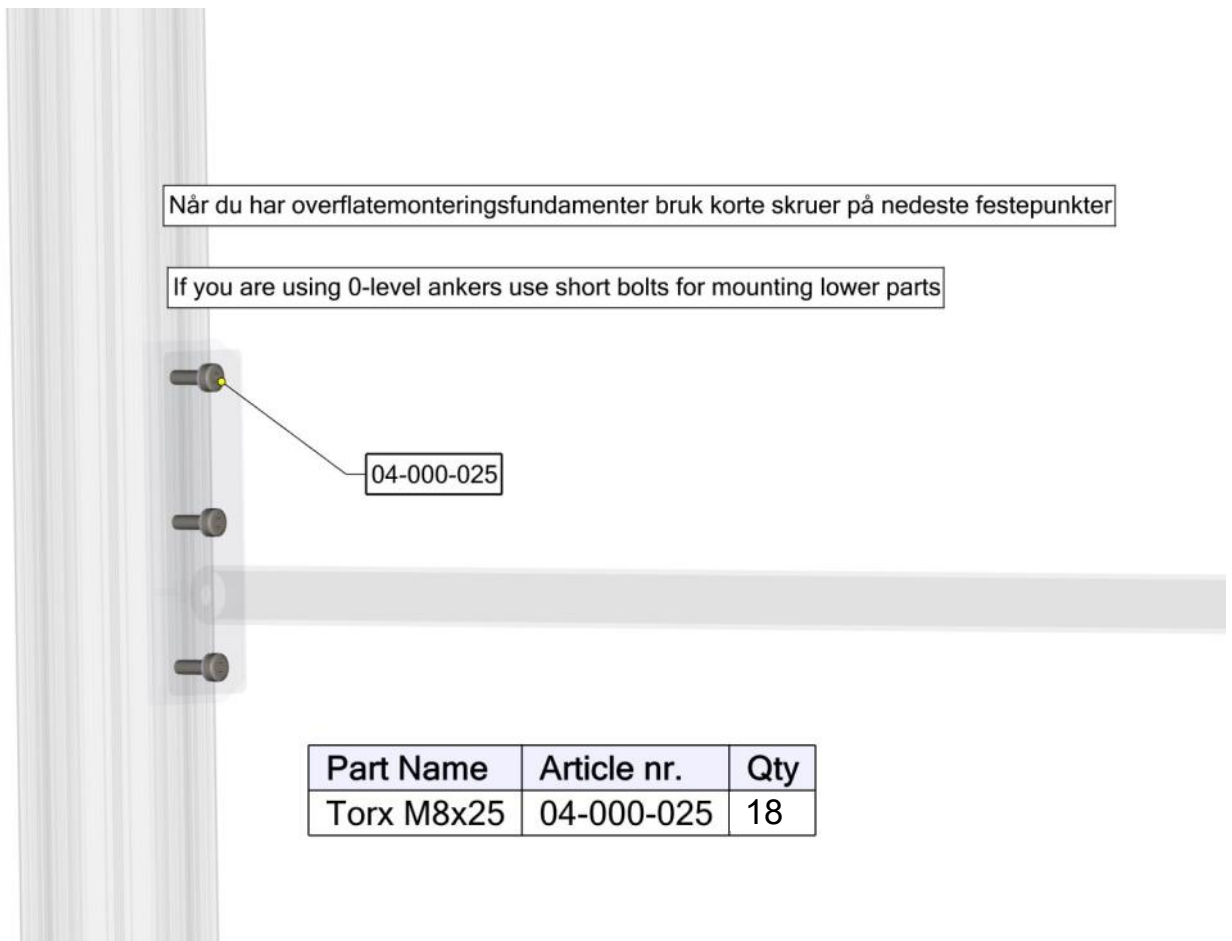 Når du har overflatemonteringsfundamenter bruk korte skruer på nedeste festepunkter
If you are using 0-level ankers use short bolts for mounting lower parts
04-000-025
Part Name Article nr. Qty
Torx M8x25 04-000-025 18